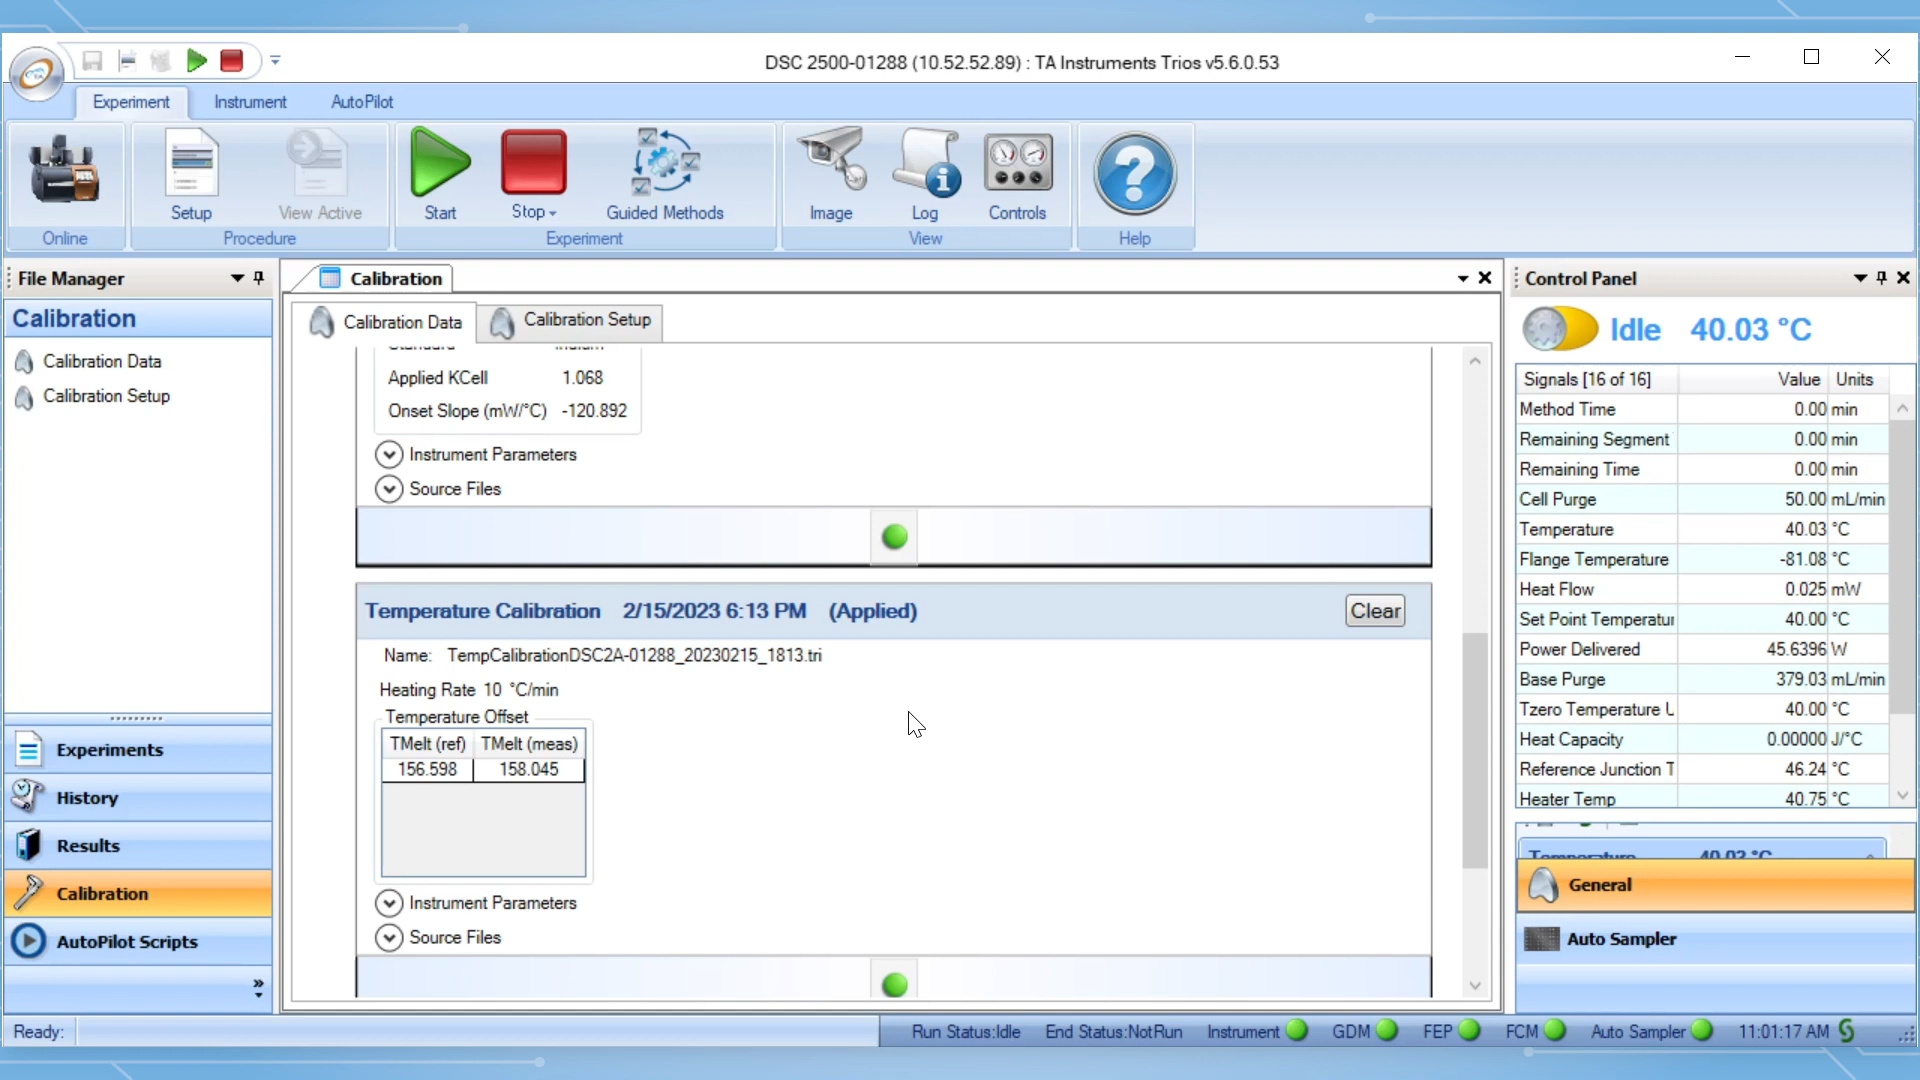 DSC 2500-01288 (10.52.52.89) : TA Instruments Trios v5.6.0.53
Experiment Instrument AutoPilot
Setup View Active Start Stop Guided Methods Image Log Controls
Online Procedure Experiment View Help
File Manager
Calibration
Calibration Data
Calibration Setup
Experiments
History
Results
Calibration
AutoPilot Scripts
Calibration
Calibration Data Calibration Setup
Applied KCell 1.068
Onset Slope (mW/°C) -120.892
Instrument Parameters
Source Files
Temperature Calibration 2/15/2023 6:13 PM (Applied) Clear
Name: TempCalibrationDSC2A-01288_20230215_1813.tri
Heating Rate 10 °C/min
Temperature Offset
TMelt (ref) TMelt (meas)
156.598 158.045
Instrument Parameters
Source Files
Control Panel
Idle 40.03 °C
Signals [16 of 16] Value Units
Method Time 0.00 min
Remaining Segment 0.00 min
Remaining Time 0.00 min
Cell Purge 50.00 mL/min
Temperature 40.03 °C
Flange Temperature -81.08 °C
Heat Flow 0.025 mW
Set Point Temperatur 40.00 °C
Power Delivered 45.6396 W
Base Purge 379.03 mL/min
Tzero Temperature U 40.00 °C
Heat Capacity 0.00000 J/°C
Reference Junction T 46.24 °C
Heater Temp 40.75 °C
General
Auto Sampler
Ready: Run Status:Idle End Status:NotRun Instrument GDM FEP FCM Auto Sampler 11:01:17 AM